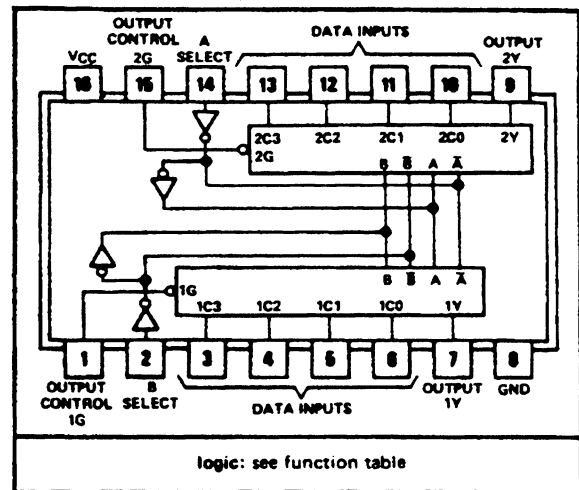 OUTPUT CONTROL 2G
A SELECT
DATA INPUTS
OUTPUT 2Y
VCC
16 15 14 13 12 11 10 9
2C3 2C2 2C1 2C0 2Y
2G
B B̅ A A̅
B B̅ A A̅
1G
1C3 1C2 1C1 1C0 1Y
1 2 3 4 5 6 7 8
OUTPUT CONTROL 1G
B SELECT
DATA INPUTS
OUTPUT 1Y
GND
logic: see function table